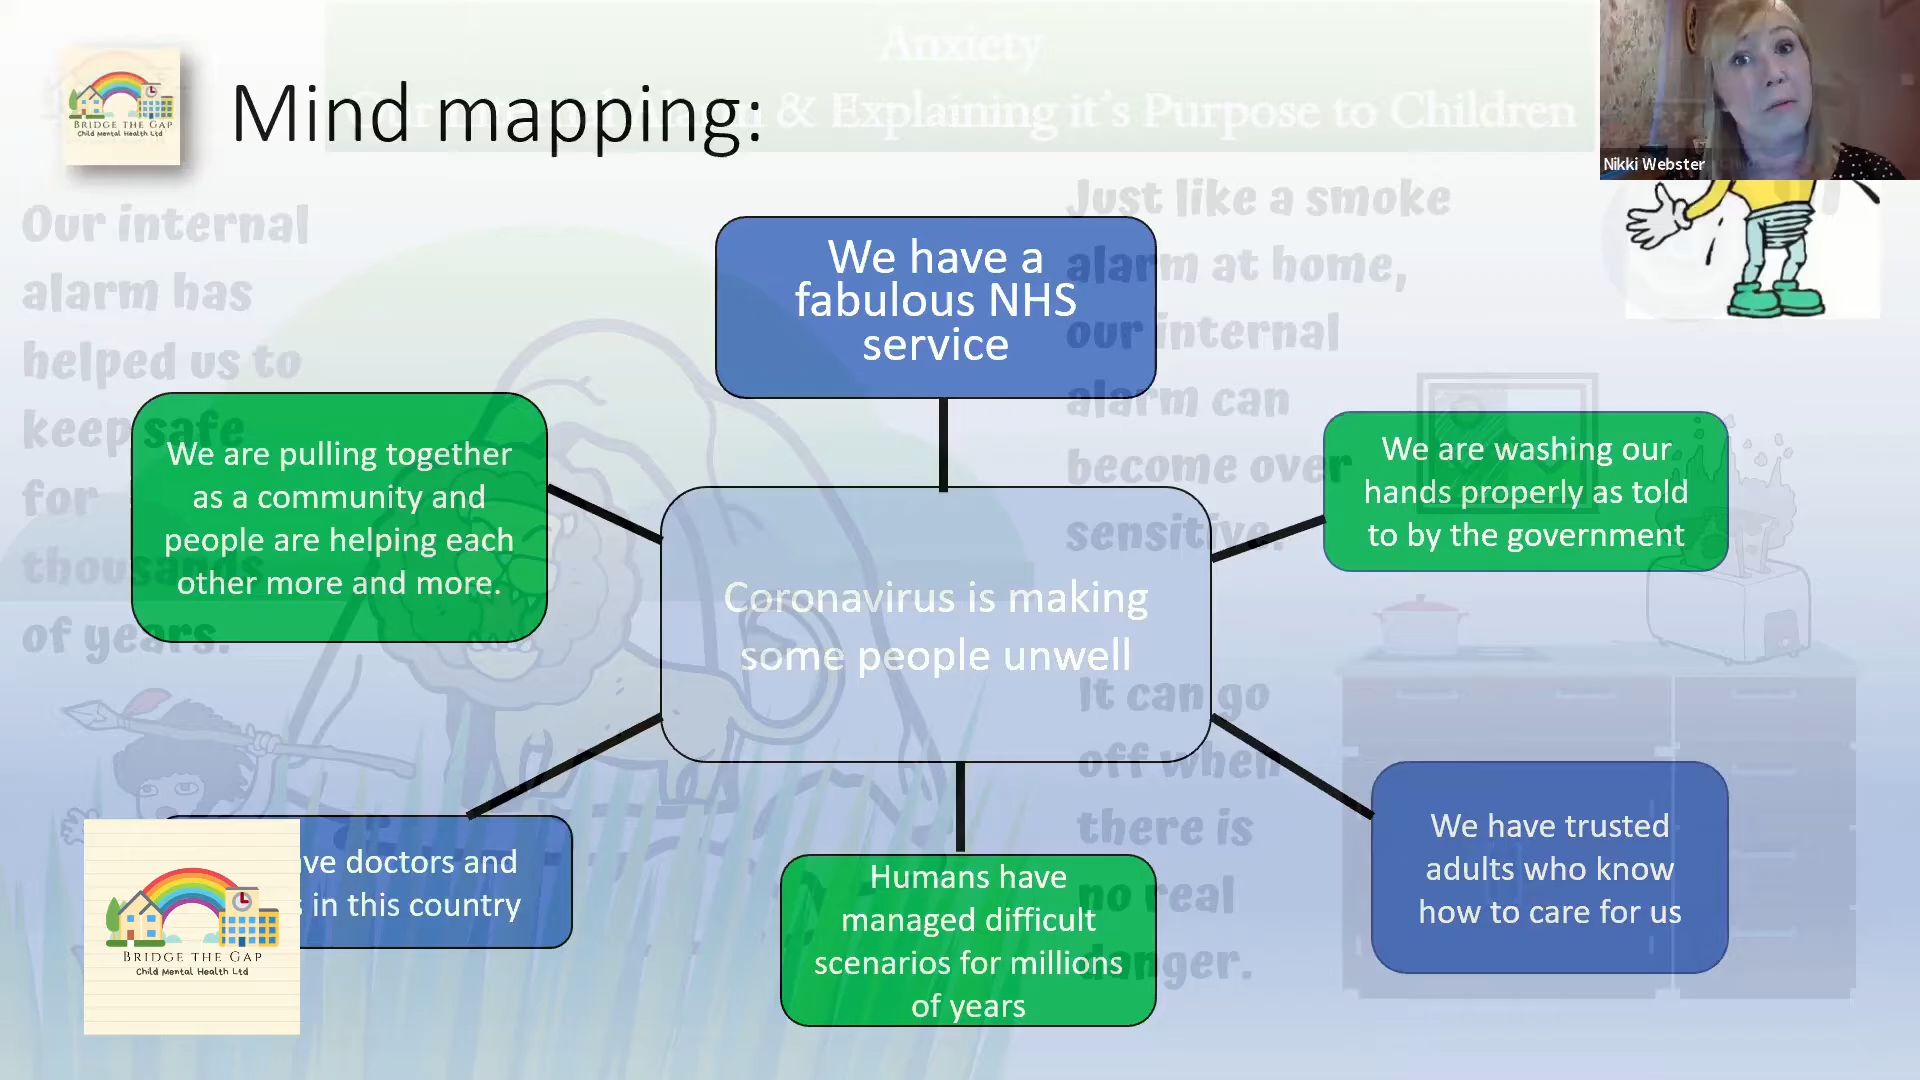 Anxiety
& Explaining it's Purpose to Children
BRIDGE THE GAP
Child Mental Health Ltd
Mind mapping:
Nikki Webster
Our internal
alarm has
helped us to
keep safe
for
thousands
of years.
Just like a smoke
alarm at home,
our internal
alarm can
become over
sensitive.
It can go
off when
there is
no real
danger.
We have a
fabulous NHS
service
We are pulling together
as a community and
people are helping each
other more and more.
We are washing our
hands properly as told
to by the government
Coronavirus is making
some people unwell
ve doctors and
in this country
Humans have
managed difficult
scenarios for millions
of years
We have trusted
adults who know
how to care for us
BRIDGE THE GAP
Child Mental Health Ltd